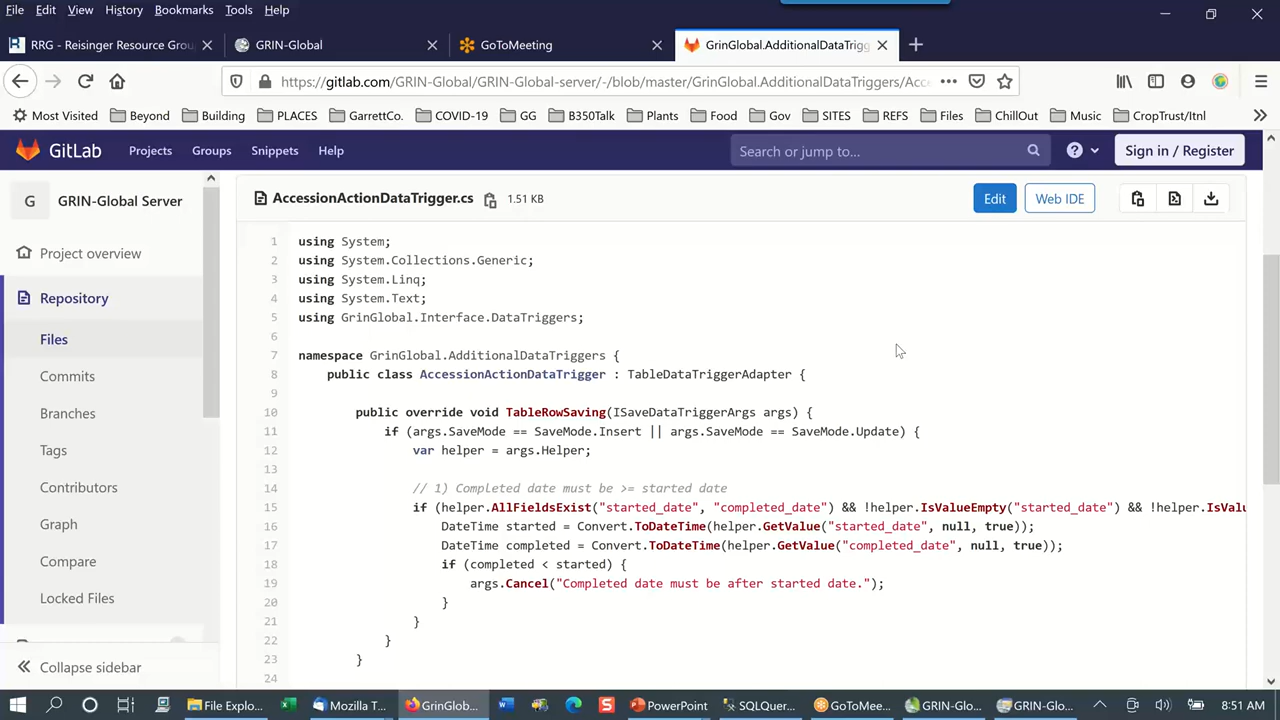 File Edit View History Bookmarks Tools Help
RRG - Reisinger Resource Grou
GRIN-Global
GoToMeeting
GrinGlobal.AdditionalDataTrigg
https://gitlab.com/GRIN-Global/GRIN-Global-server/-/blob/master/GrinGlobal.AdditionalDataTriggers/Acce
Most Visited Beyond Building PLACES GarrettCo. COVID-19 GG B350Talk Plants Food Gov SITES REFS Files ChillOut Music CropTrust/Itnl
GitLab Projects Groups Snippets Help Search or jump to... Sign in / Register
G GRIN-Global Server
Project overview
Repository
Files
Commits
Branches
Tags
Contributors
Graph
Compare
Locked Files
Collapse sidebar
AccessionActionDataTrigger.cs 1.51 KB Edit Web IDE
1 using System;
2 using System.Collections.Generic;
3 using System.Linq;
4 using System.Text;
5 using GrinGlobal.Interface.DataTriggers;
6
7 namespace GrinGlobal.AdditionalDataTriggers {
8 public class AccessionActionDataTrigger : TableDataTriggerAdapter {
9
10 public override void TableRowSaving(ISaveDataTriggerArgs args) {
11 if (args.SaveMode == SaveMode.Insert || args.SaveMode == SaveMode.Update) {
12 var helper = args.Helper;
13
14 // 1) Completed date must be >= started date
15 if (helper.AllFieldsExist("started_date", "completed_date") && !helper.IsValueEmpty("started_date") && !helper.IsValu
16 DateTime started = Convert.ToDateTime(helper.GetValue("started_date", null, true));
17 DateTime completed = Convert.ToDateTime(helper.GetValue("completed_date", null, true));
18 if (completed < started) {
19 args.Cancel("Completed date must be after started date.");
20 }
21 }
22 }
23 }
24
File Explo... Mozilla T... GrinGlob... PowerPoint SQLQuer... GoToMee... GRIN-Glo... GRIN-Glo... 8:51 AM